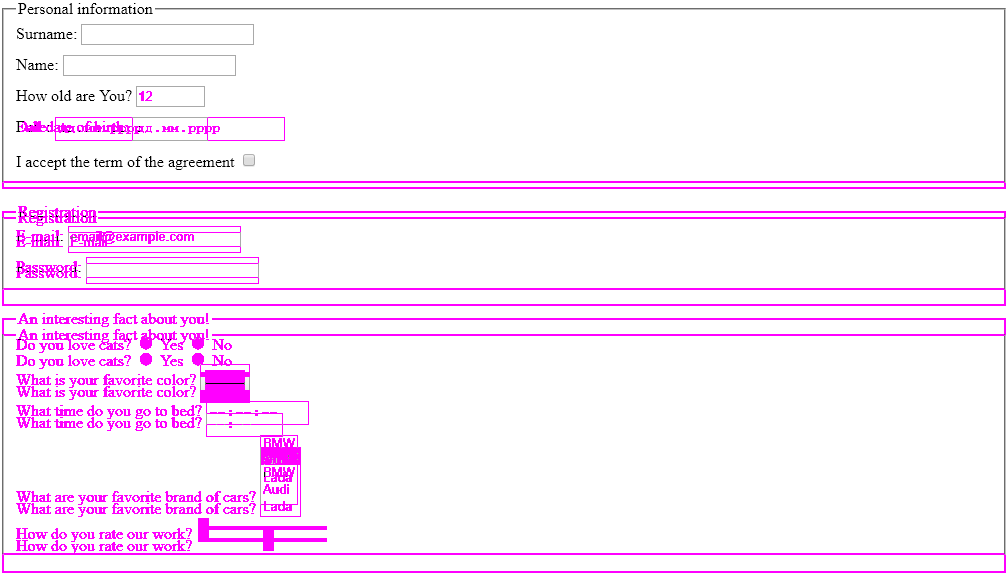 Personal information
Surname:
Name:
How old are You? 12
date of birth:
I accept the term of the agreement
Registration
Registration
E-mail: email@example.com
E-mail: E-mail
Password:
Password:
An interesting fact about you!
An interesting fact about you!
Do you love cats? Yes No
Do you love cats? Yes No
What is your favorite color?
What is your favorite color?
What time do you go to bed? --:--:--
What time do you go to bed? --:--
BMW
BMW
Lada
Audi
What are your favorite brand of cars?
What are your favorite brand of cars? Lada
How do you rate our work?
How do you rate our work?